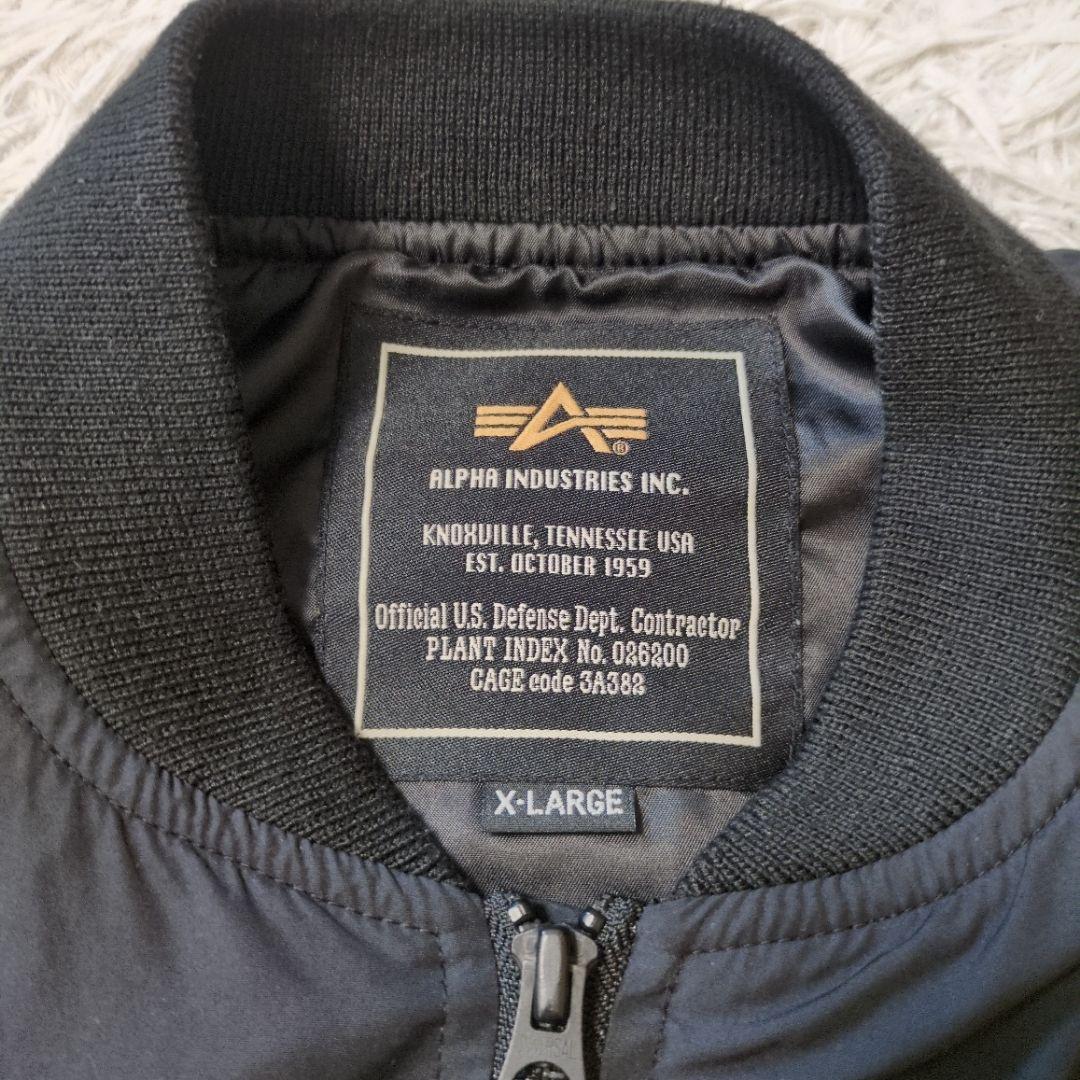 ®
ALPHA INDUSTRIES INC.
KNOXVILLE, TENNESSEE USA
EST. OCTOBER 1959
Official U.S. Defense Dept. Contractor
PLANT INDEX No. 026200
CAGE code 3A382
X-LARGE